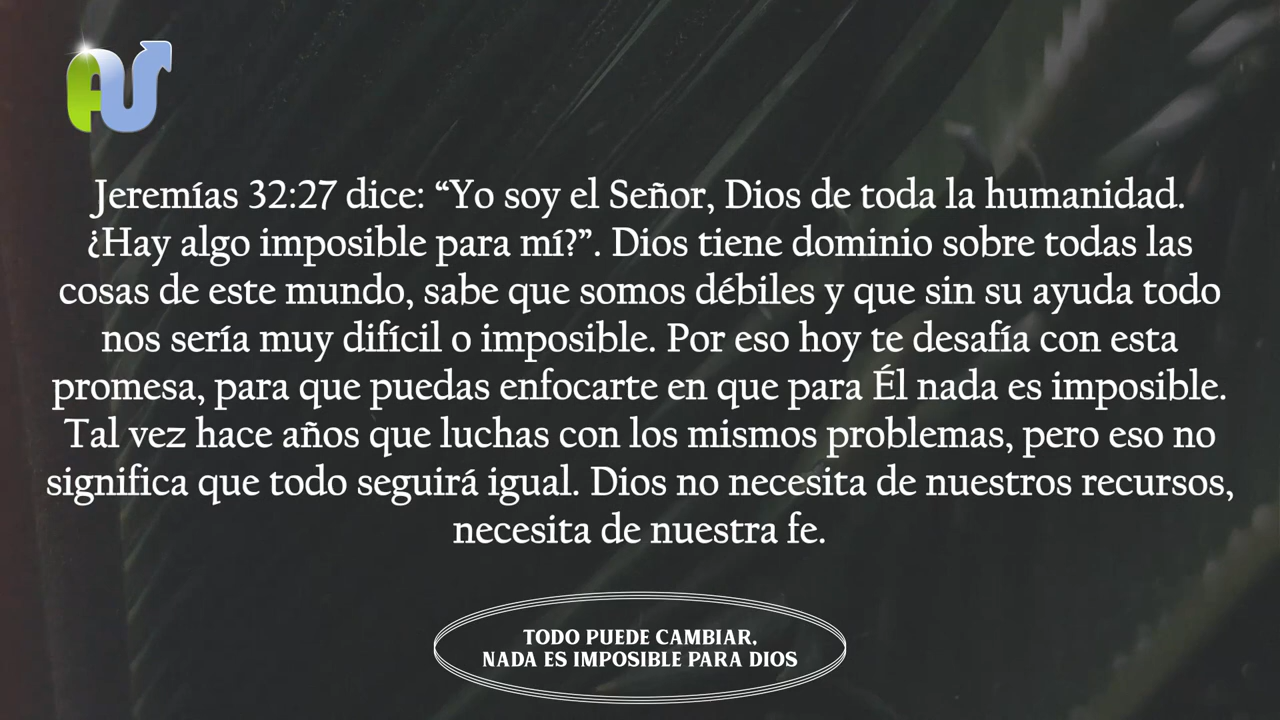 AU
Jeremías 32:27 dice: “Yo soy el Señor, Dios de toda la humanidad.
¿Hay algo imposible para mí?”. Dios tiene dominio sobre todas las
cosas de este mundo, sabe que somos débiles y que sin su ayuda todo
nos sería muy difícil o imposible. Por eso hoy te desafía con esta
promesa, para que puedas enfocarte en que para Él nada es imposible.
Tal vez hace años que luchas con los mismos problemas, pero eso no
significa que todo seguirá igual. Dios no necesita de nuestros recursos,
necesita de nuestra fe.
TODO PUEDE CAMBIAR,
NADA ES IMPOSIBLE PARA DIOS